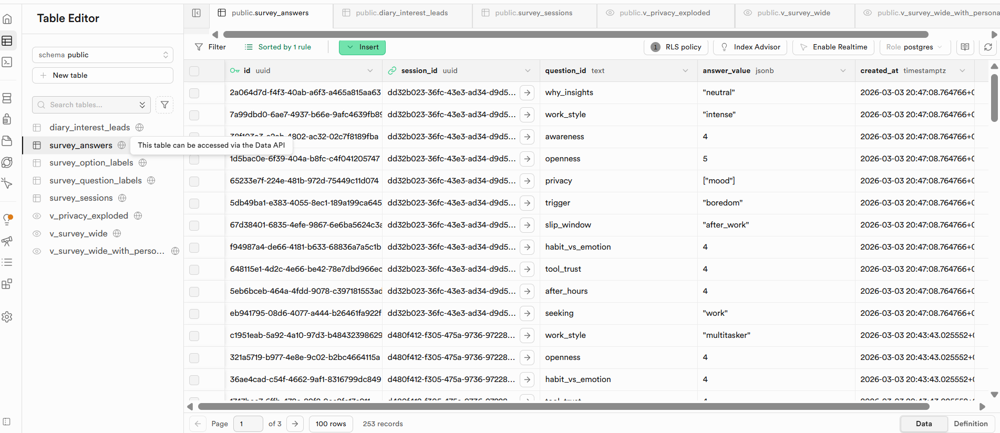 Table Editor
public.survey_answers
public.diary_interest_leads
public.survey_sessions
public.v_privacy_exploded
public.v_survey_wide
public.v_survey_wide_with_persona
schema public
New table
Search tables...
diary_interest_leads
survey_answers
This table can be accessed via the Data API
survey_option_labels
survey_question_labels
survey_sessions
v_privacy_exploded
v_survey_wide
v_survey_wide_with_perso...
Filter
Sorted by 1 rule
Insert
1 RLS policy
Index Advisor
Enable Realtime
Role postgres
id uuid session_id uuid question_id text answer_value jsonb created_at timestamptz
2a064d7d-f4f3-40ab-a6f3-a465a815aa63 dd32b023-36fc-43e3-ad34-d9d5... why_insights "neutral" 2026-03-03 20:47:08.764766+0
7a99dbd0-6ae7-4937-b66e-9afc4639fb89 dd32b023-36fc-43e3-ad34-d9d5... work_style "intense" 2026-03-03 20:47:08.764766+0
4802-ac32-02c7f8189fba dd32b023-36fc-43e3-ad34-d9d5... awareness 4 2026-03-03 20:47:08.764766+0
1d5bac0e-6f39-404a-b8fc-c4f041205747 dd32b023-36fc-43e3-ad34-d9d5... openness 5 2026-03-03 20:47:08.764766+0
65233e7f-224e-481b-972d-75449c11d074 dd32b023-36fc-43e3-ad34-d9d5... privacy ["mood"] 2026-03-03 20:47:08.764766+0
5db49ba1-e383-4055-8ec1-189a199ca645 dd32b023-36fc-43e3-ad34-d9d5... trigger "boredom" 2026-03-03 20:47:08.764766+0
67d38401-6835-4efe-9867-6e6ba5624c3a dd32b023-36fc-43e3-ad34-d9d5... slip_window "after_work" 2026-03-03 20:47:08.764766+0
f94987a4-de66-4181-b633-68836a7a5c1b dd32b023-36fc-43e3-ad34-d9d5... habit_vs_emotion 4 2026-03-03 20:47:08.764766+0
648115e1-4d2c-4e66-be42-78e7dbd966ec dd32b023-36fc-43e3-ad34-d9d5... tool_trust 4 2026-03-03 20:47:08.764766+0
5eb6bceb-464a-4fdd-9078-c397181553ad dd32b023-36fc-43e3-ad34-d9d5... after_hours 4 2026-03-03 20:47:08.764766+0
eb941795-08d6-4077-a444-b26461fa922f dd32b023-36fc-43e3-ad34-d9d5... seeking "work" 2026-03-03 20:47:08.764766+0
c1951eab-5a92-4a10-97d3-b48432398629 d480f412-f305-475a-9736-97228... work_style "multitasker" 2026-03-03 20:43:43.025552+0
321a5719-b977-4e8e-9c02-b2bc4664115a d480f412-f305-475a-9736-97228... openness 4 2026-03-03 20:43:43.025552+0
36ae4cad-c54f-4662-9af1-8316799dc849 d480f412-f305-475a-9736-97228... habit_vs_emotion 4 2026-03-03 20:43:43.025552+0
Page 1 of 3 100 rows 253 records
Data Definition